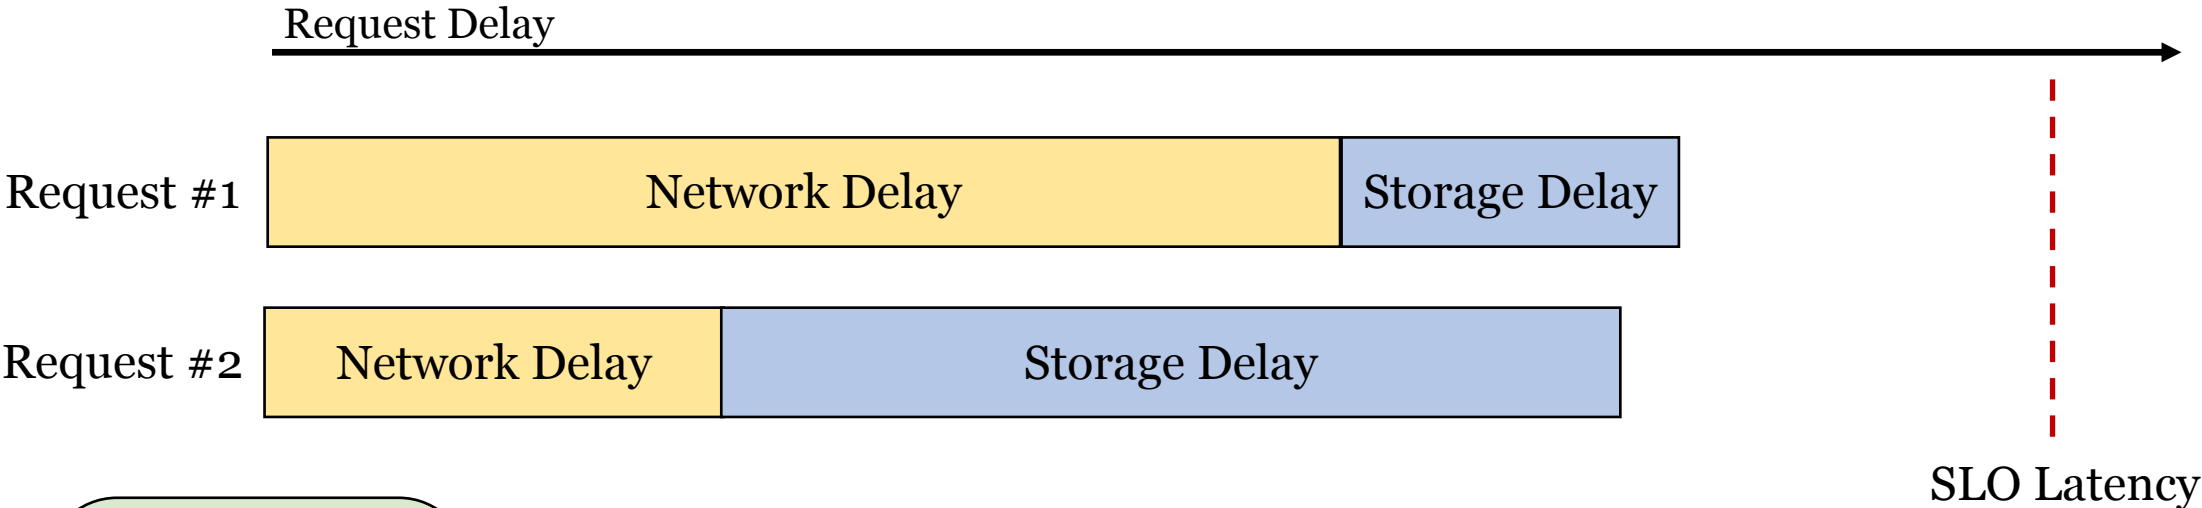 Request Delay
Request #1
Network Delay
Storage Delay
Request #2
Network Delay
Storage Delay
SLO Latency